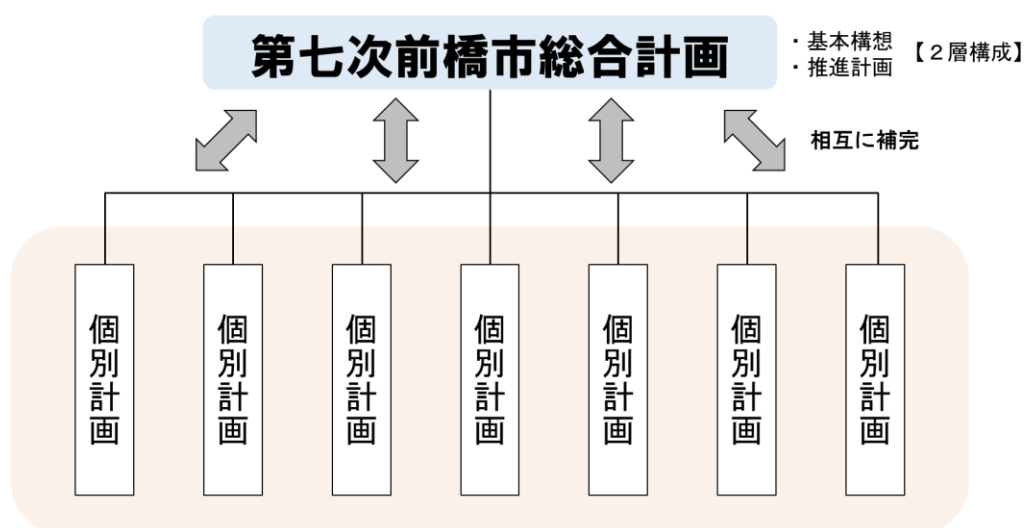 第七次前橋市総合計画
・基本構想
・推進計画
【２層構成】
相互に補完
個別計画
個別計画
個別計画
個別計画
個別計画
個別計画
個別計画